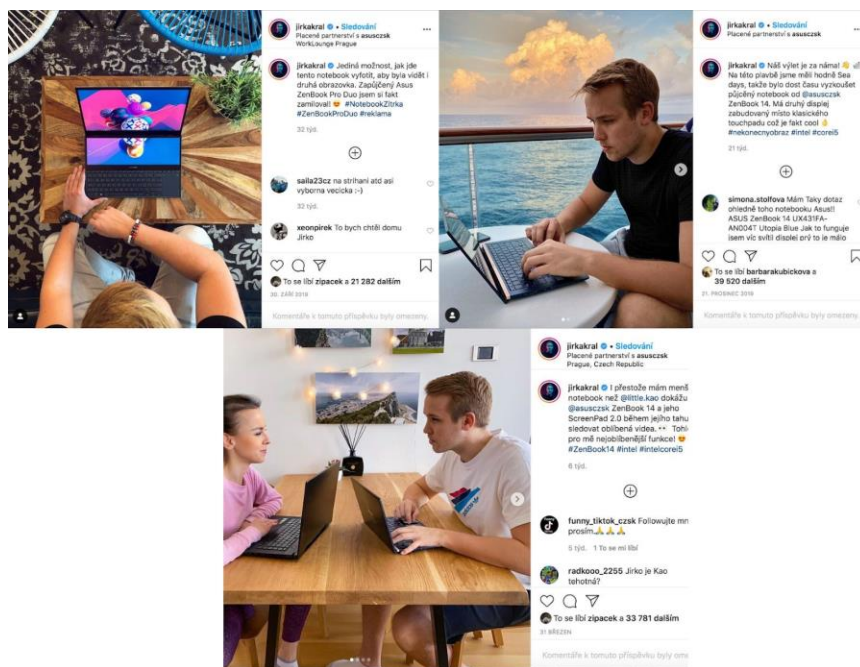 jirkakral • Sledování
Placené partnerství s asusczsk
WorkLounge Prague
jirkakral Jediná možnost, jak jde
tento notebook vyfotit, aby byla vidět i
druhá obrazovka. Zapůjčený Asus
ZenBook Pro Duo jsem si fakt
zamiloval! 😍 #NotebookZítrka
#ZenBookProDuo #reklama
32 týd.
saila23cz na strihani atd asi
vyborna vecicka ;-)
32 týd.
xeonpirek To bych chtěl domu
Jirko
To se líbí zipacek a 21 282 dalším
30. ZÁŘÍ 2019
Komentáře k tomuto příspěvku byly omezeny.
jirkakral • Sledování
Placené partnerství s asusczsk
jirkakral Náš výlet je za náma! 👋
Na této plavbě jsme měli hodně Sea
days, takže bylo dost času vyzkoušet
půjčený notebook od @asusczsk
ZenBook 14. Má druhý displej
zabudovaný místo klasického
touchpadu což je fakt cool 👌
#nekonecnyobraz #intel #corei5
21 týd.
simona.stolfova Mám Taky dotaz
ohledně toho notebooku Asus!!
ASUS ZenBook 14 UX431FA-
AN004T Utopia Blue Jak to funguje
jsem víc svítil displej prý to je málo
To se líbí barbarakubickova a
39 520 dalším
21. PROSINEC 2019
Komentáře k tomuto příspěvku byly omezeny.
jirkakral • Sledování
Placené partnerství s asusczsk
Prague, Czech Republic
jirkakral I přestože mám menš
notebook než @little.kao dokážu
@asusczsk ZenBook 14 a jeho
ScreenPad 2.0 během jejího tahu
sledovat oblíbená videa. 👀 Tohl
pro mě nejoblíbenější funkce! 😍
#ZenBook14 #intel #intelcorei5
6 týd.
funny_tiktok_czsk Followujte mn
prosím🙏🙏🙏
5 týd. 1 To se mi líbí
radkooo_2255 Jirko je Kao
tehotná?
To se líbí zipacek a 33 781 dalším
31 BŘEZEN
Komentáře k tomuto příspěvku byly ome